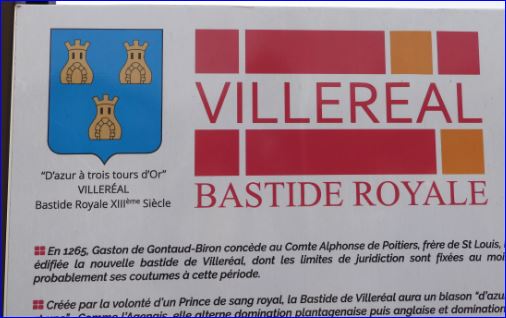 VILLEREAL
BASTIDE ROYALE
“D’azur à trois tours d’Or”
VILLERÉAL
Bastide Royale XIIIème Siècle
En 1265, Gaston de Gontaud-Biron concède au Comte Alphonse de Poitiers, frère de St Louis,
édifiée la nouvelle bastide de Villeréal, dont les limites de juridiction sont fixées au
probablement ses coutumes à cette période.
Créée par la volonté d’un Prince de sang royal, la Bastide de Villeréal aura un blason
Comme l’Agenais, elle alterne domination plantagenaise puis anglaise et